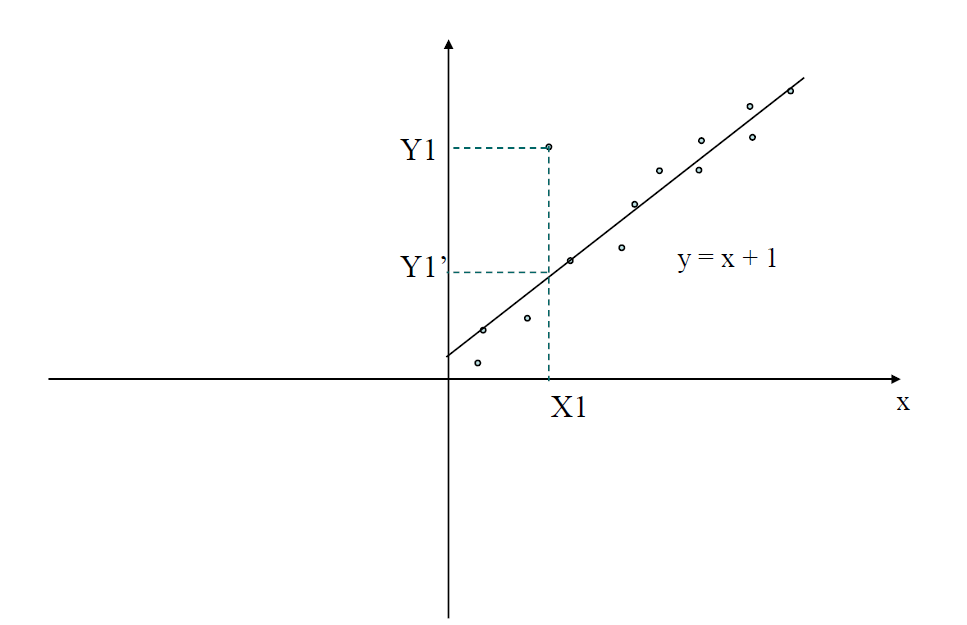 Y1
Y1’
y = x + 1
X1
x